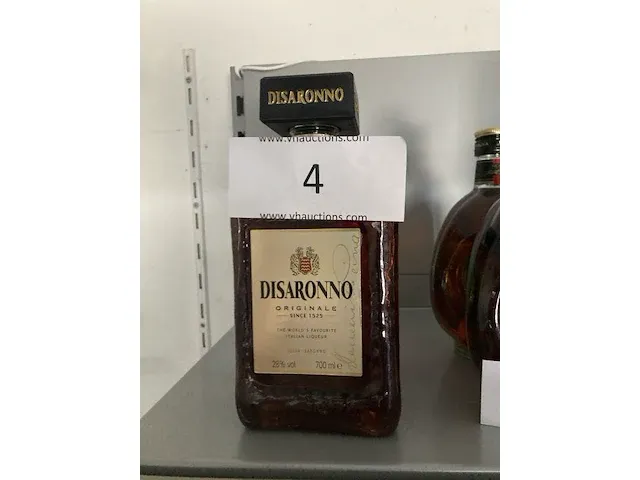 DISARONNO
www.vhauctions.com
4
www.vhauctions.com
DISARONNO
ORIGINALE
SINCE 1525
THE WORLD'S FAVOURITE
ITALIAN LIQUEUR
28% vol 700 ml e